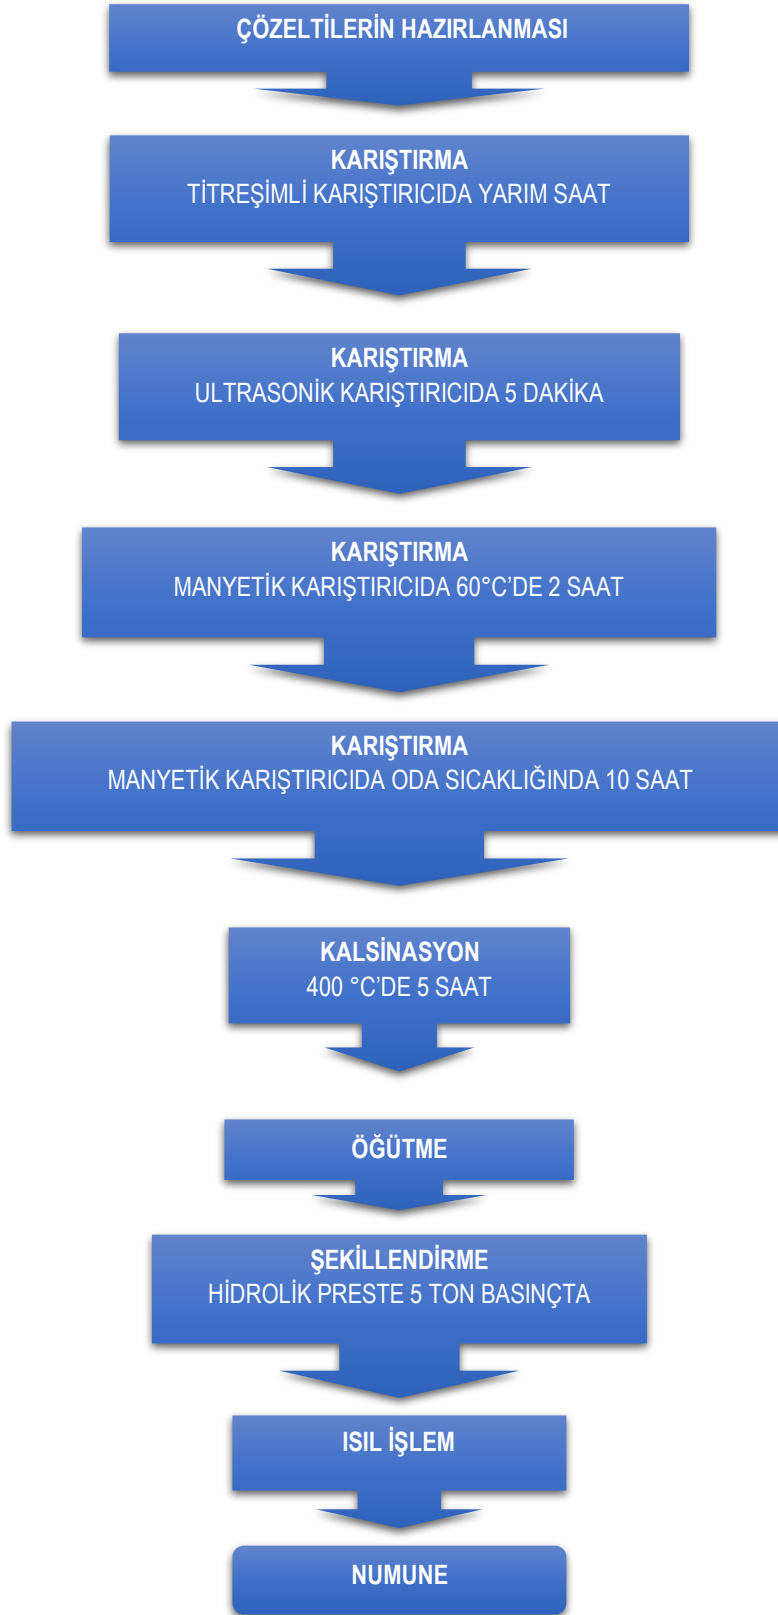 ÇÖZELTİLERİN HAZIRLANMASI
KARIŞTIRMA
TİTREŞİMLİ KARIŞTIRICIDA YARIM SAAT
KARIŞTIRMA
ULTRASONİK KARIŞTIRICIDA 5 DAKİKA
KARIŞTIRMA
MANYETİK KARIŞTIRICIDA 60°C’DE 2 SAAT
KARIŞTIRMA
MANYETİK KARIŞTIRICIDA ODA SICAKLIĞINDA 10 SAAT
KALSİNASYON
400 °C’DE 5 SAAT
ÖĞÜTME
ŞEKİLLENDİRME
HİDROLİK PRESTE 5 TON BASINÇTA
ISIL İŞLEM
NUMUNE